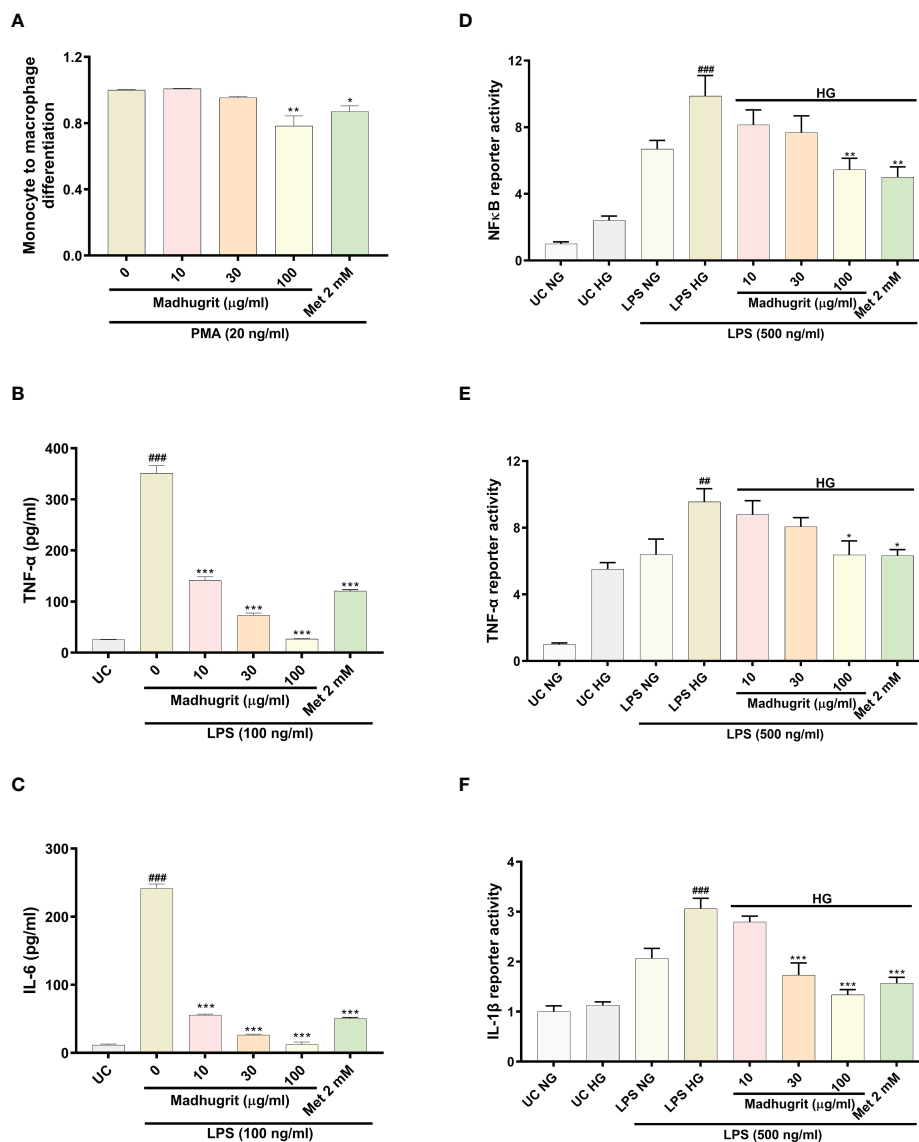 A
Monocyte to macrophage
differentiation
1.2
0.8
0.4
0.0
**
*
0
10
30
100
Met 2 mM
Madhugrit (μg/ml)
PMA (20 ng/ml)
B
TNF-α (pg/ml)
400
300
200
100
0
###
***
***
***
***
UC
0
10
30
100
Met 2 mM
Madhugrit (μg/ml)
LPS (100 ng/ml)
C
IL-6 (pg/ml)
300
200
100
0
###
***
***
***
***
UC
0
10
30
100
Met 2 mM
Madhugrit (μg/ml)
LPS (100 ng/ml)
D
NFκB reporter activity
12
8
4
0
###
HG
**
**
UC NG
UC HG
LPS NG
LPS HG
10
30
100
Met 2 mM
Madhugrit (μg/ml)
LPS (500 ng/ml)
E
TNF-α reporter activity
12
8
4
0
##
HG
*
*
UC NG
UC HG
LPS NG
LPS HG
10
30
100
Met 2 mM
Madhugrit (μg/ml)
LPS (500 ng/ml)
F
IL-1β reporter activity
4
3
2
1
0
###
HG
***
***
***
UC NG
UC HG
LPS NG
LPS HG
10
30
100
Met 2 mM
Madhugrit (μg/ml)
LPS (500 ng/ml)